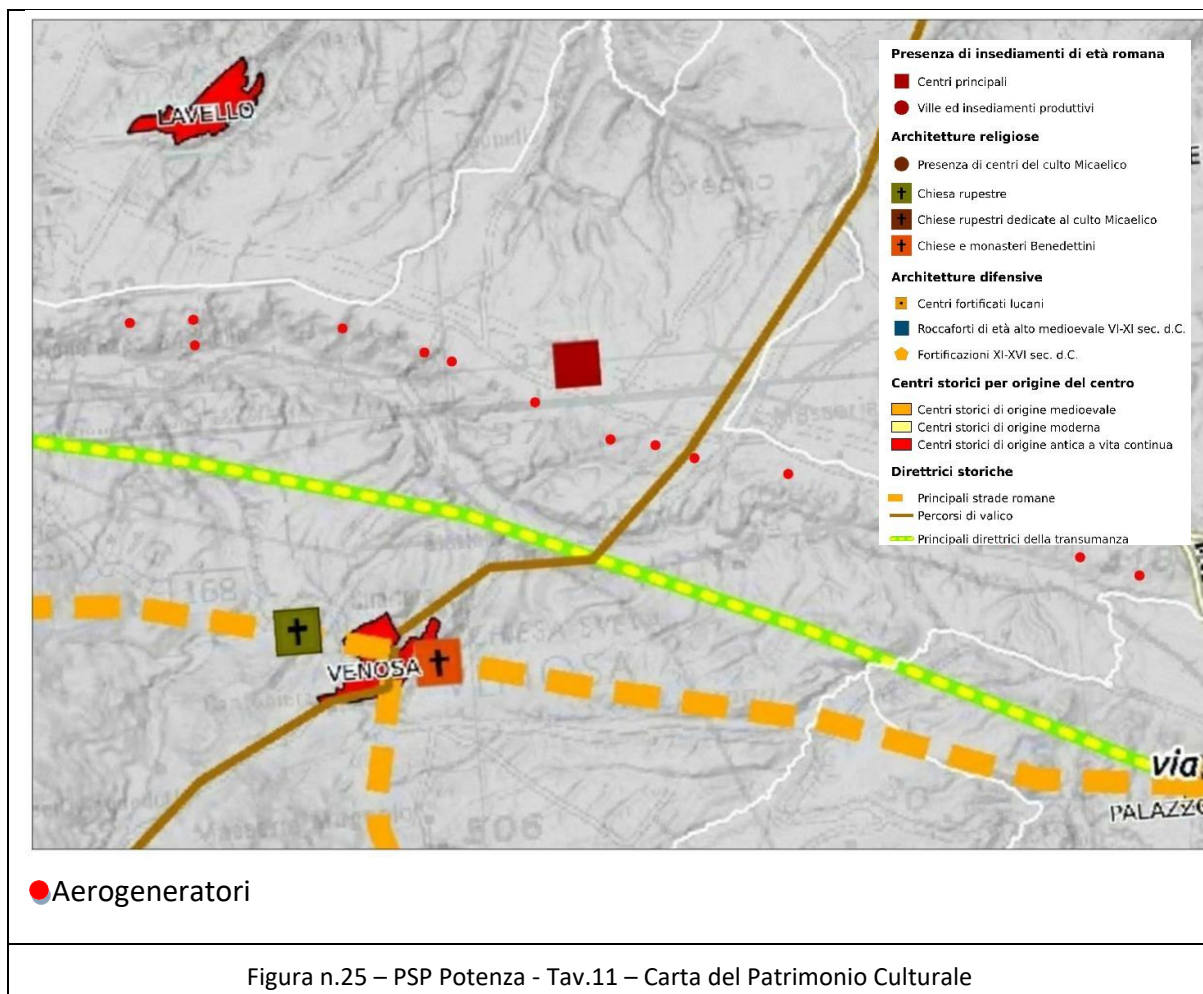 LAVELLO
Presenza di insediamenti di età romana
Centri principali
Ville ed insediamenti produttivi
Architetture religiose
Presenza di centri del culto Micaelico
Chiesa rupestre
Chiese rupestri dedicate al culto Micaelico
Chiese e monasteri Benedettini
Architetture difensive
Centri fortificati lucani
Roccaforti di età alto medioevale VI-XI sec. d.C.
Fortificazioni XI-XVI sec. d.C.
Centri storici per origine del centro
Centri storici di origine medioevale
Centri storici di origine moderna
Centri storici di origine antica a vita continua
Direttrici storiche
Principali strade romane
Percorsi di valico
Principali direttrici della transumanza
168
VENOSA
via
PALAZZO
Aerogeneratori
Figura n.25 – PSP Potenza - Tav.11 – Carta del Patrimonio Culturale